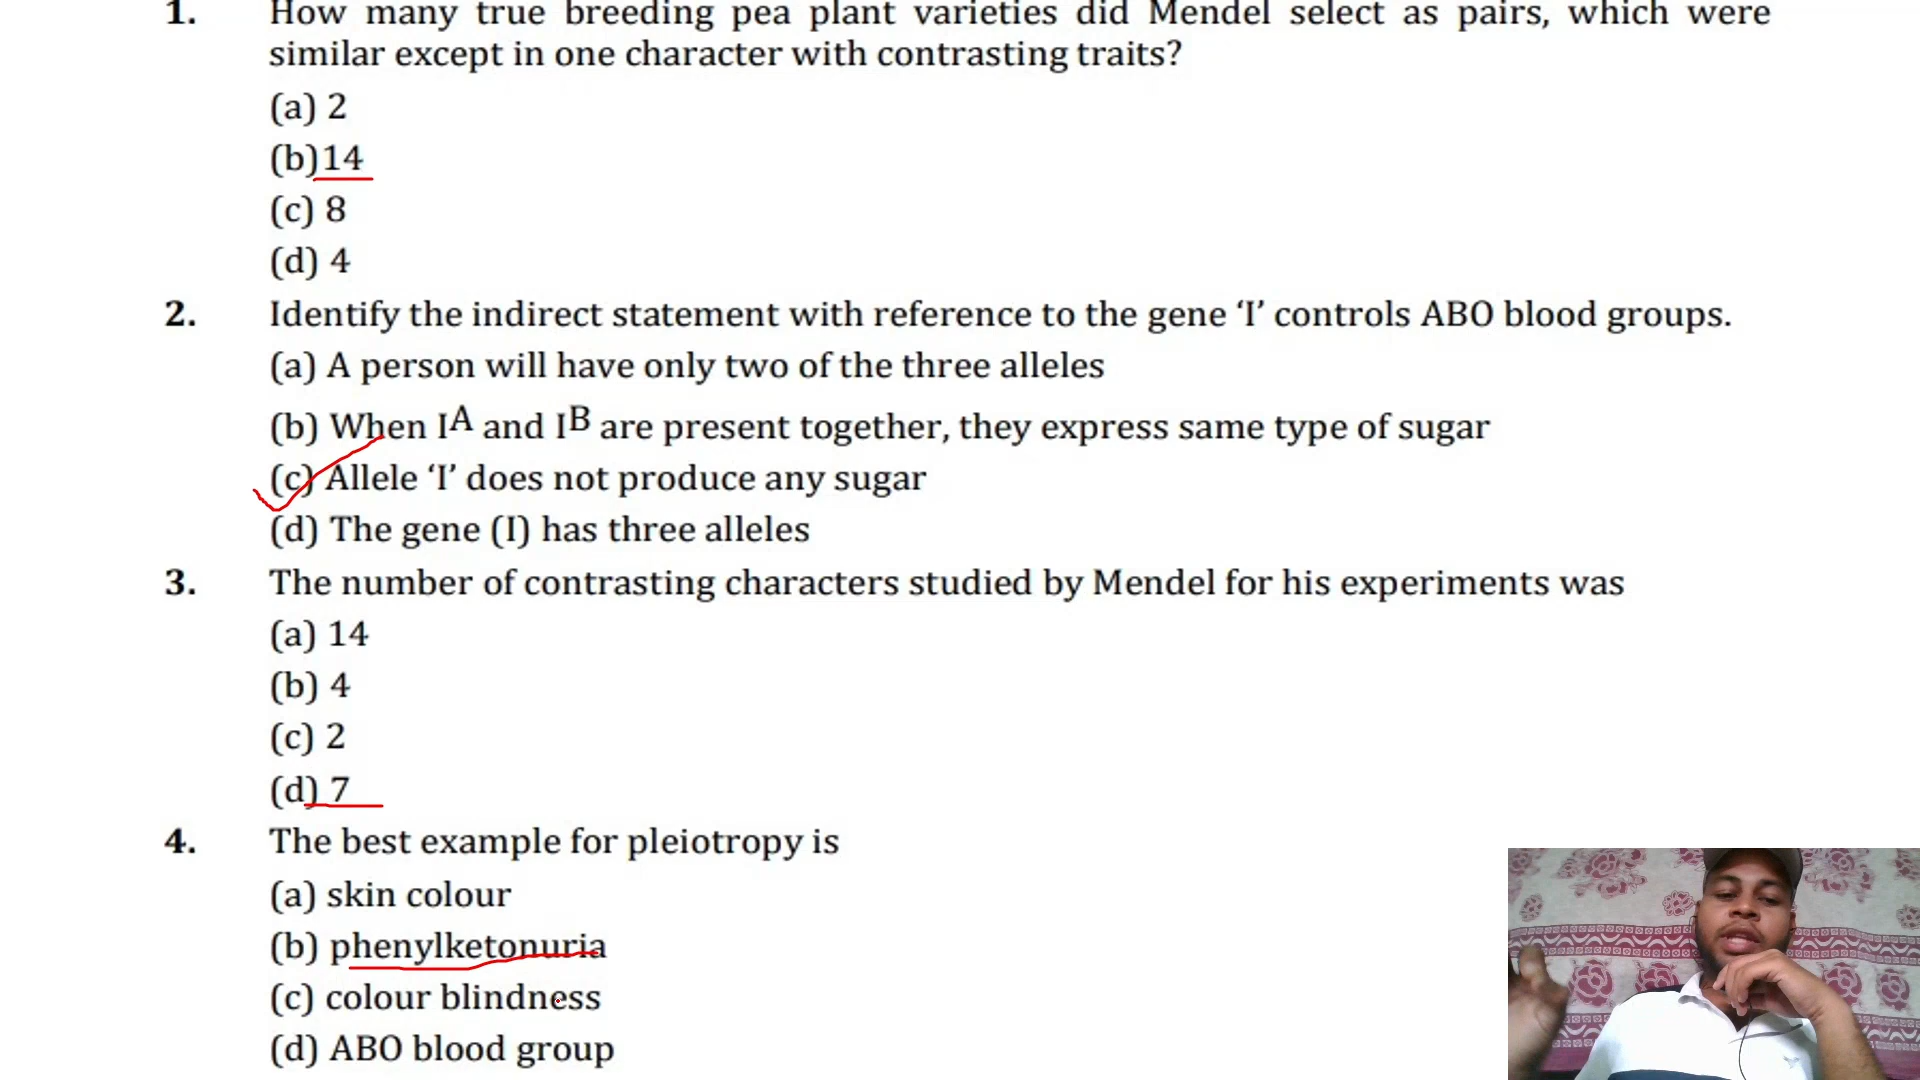 1. How many true breeding pea plant varieties did Mendel select as pairs, which were
similar except in one character with contrasting traits?
(a) 2
(b)14
(c) 8
(d) 4
2. Identify the indirect statement with reference to the gene ‘I’ controls ABO blood groups.
(a) A person will have only two of the three alleles
(b) When IA and IB are present together, they express same type of sugar
(c) Allele ‘I’ does not produce any sugar
(d) The gene (I) has three alleles
3. The number of contrasting characters studied by Mendel for his experiments was
(a) 14
(b) 4
(c) 2
(d) 7
4. The best example for pleiotropy is
(a) skin colour
(b) phenylketonuria
(c) colour blindness
(d) ABO blood group